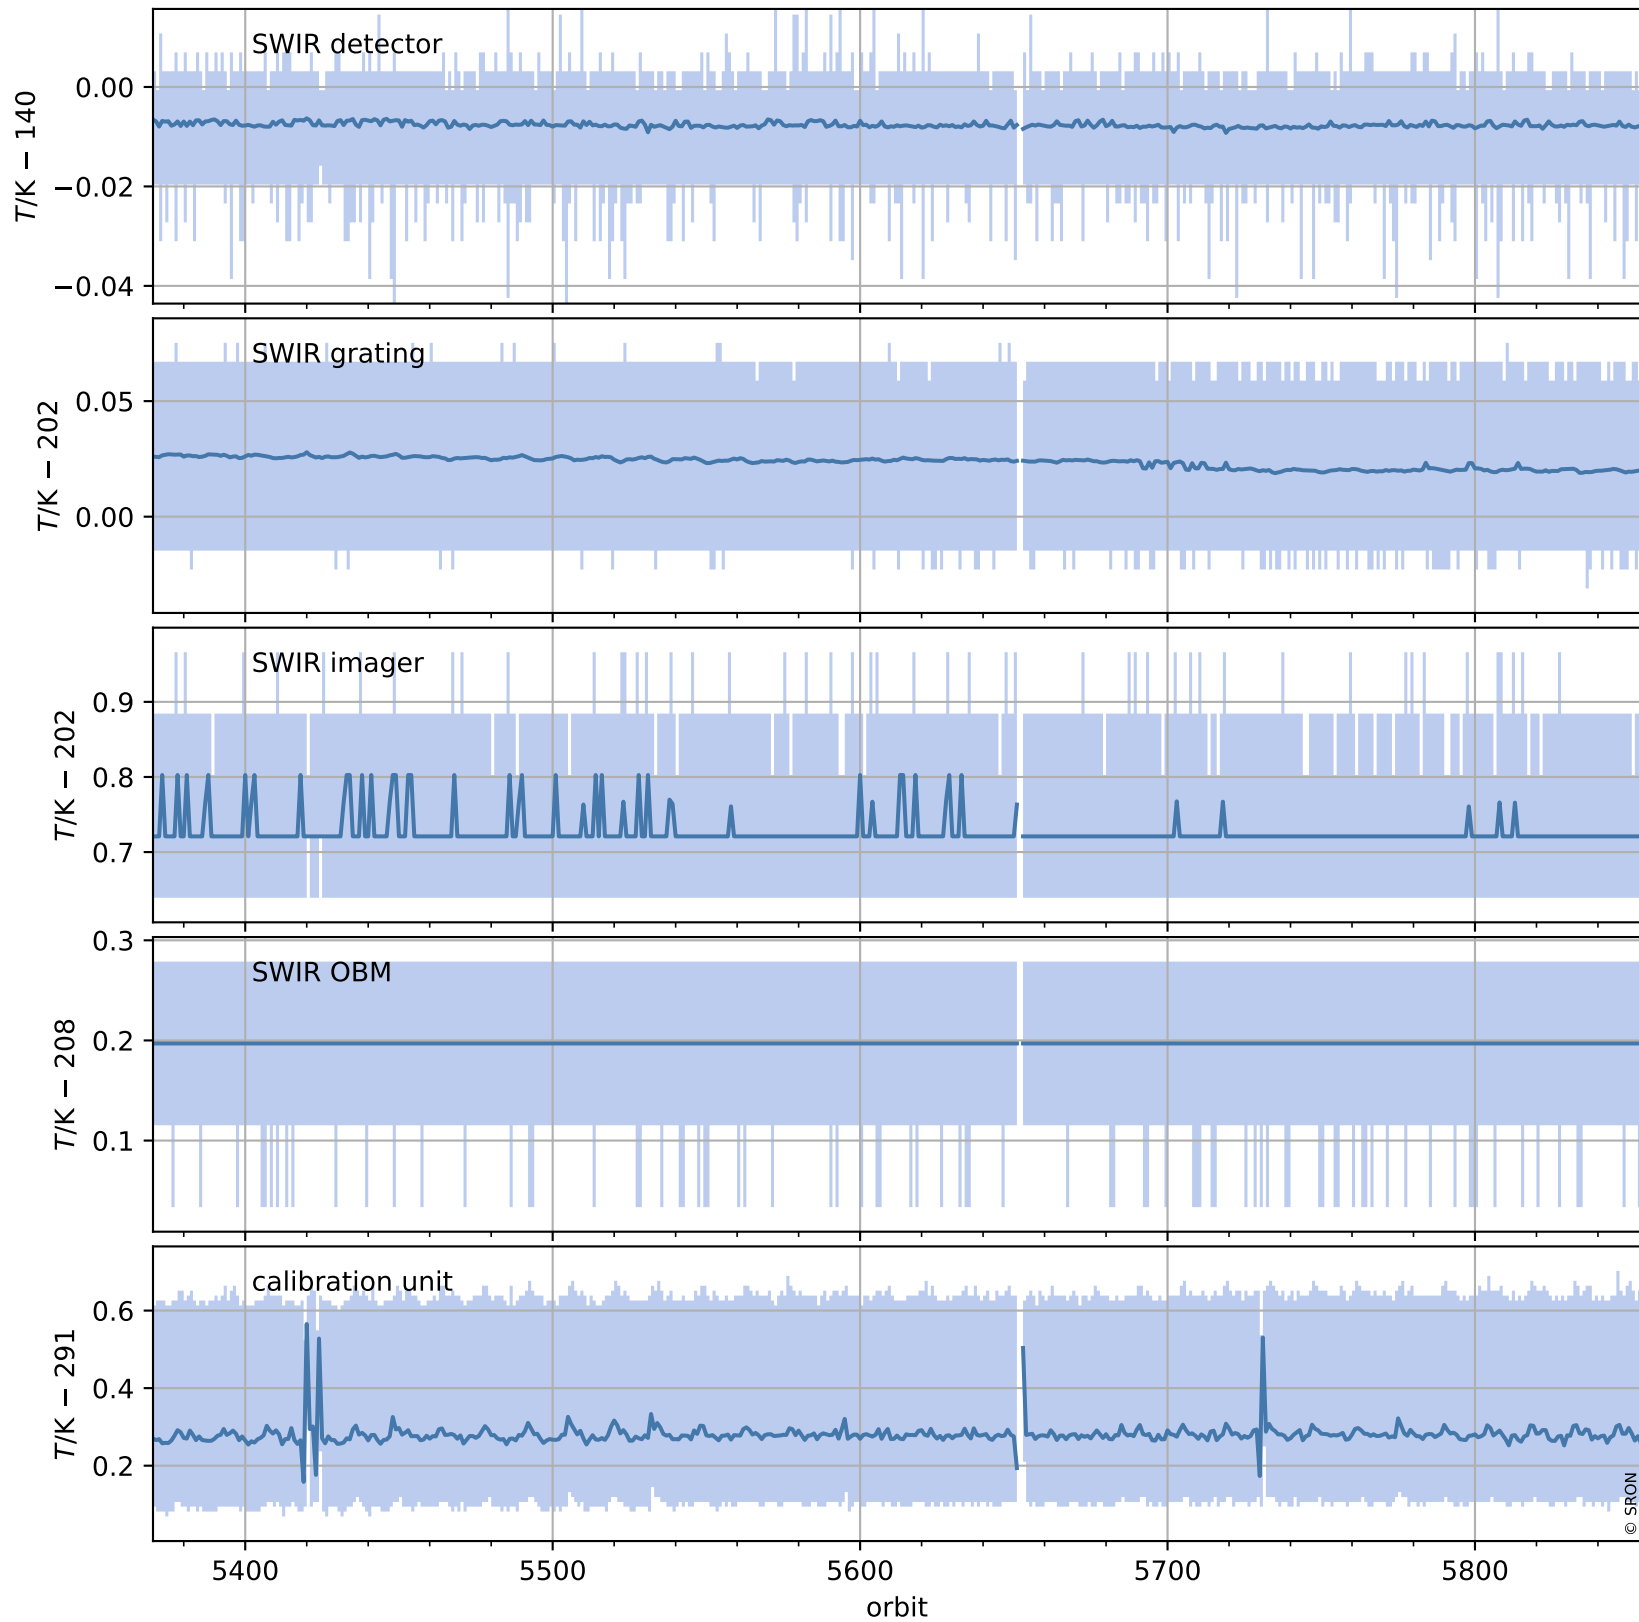 SWIR detector
0.00
−0.02
−0.04
T/K − 140
SWIR grating
0.05
0.00
T/K − 202
SWIR imager
0.9
0.8
0.7
T/K − 202
SWIR OBM
0.3
0.2
0.1
T/K − 208
calibration unit
0.6
0.4
0.2
T/K − 291
© SRON
5400 5500 5600 5700 5800
orbit